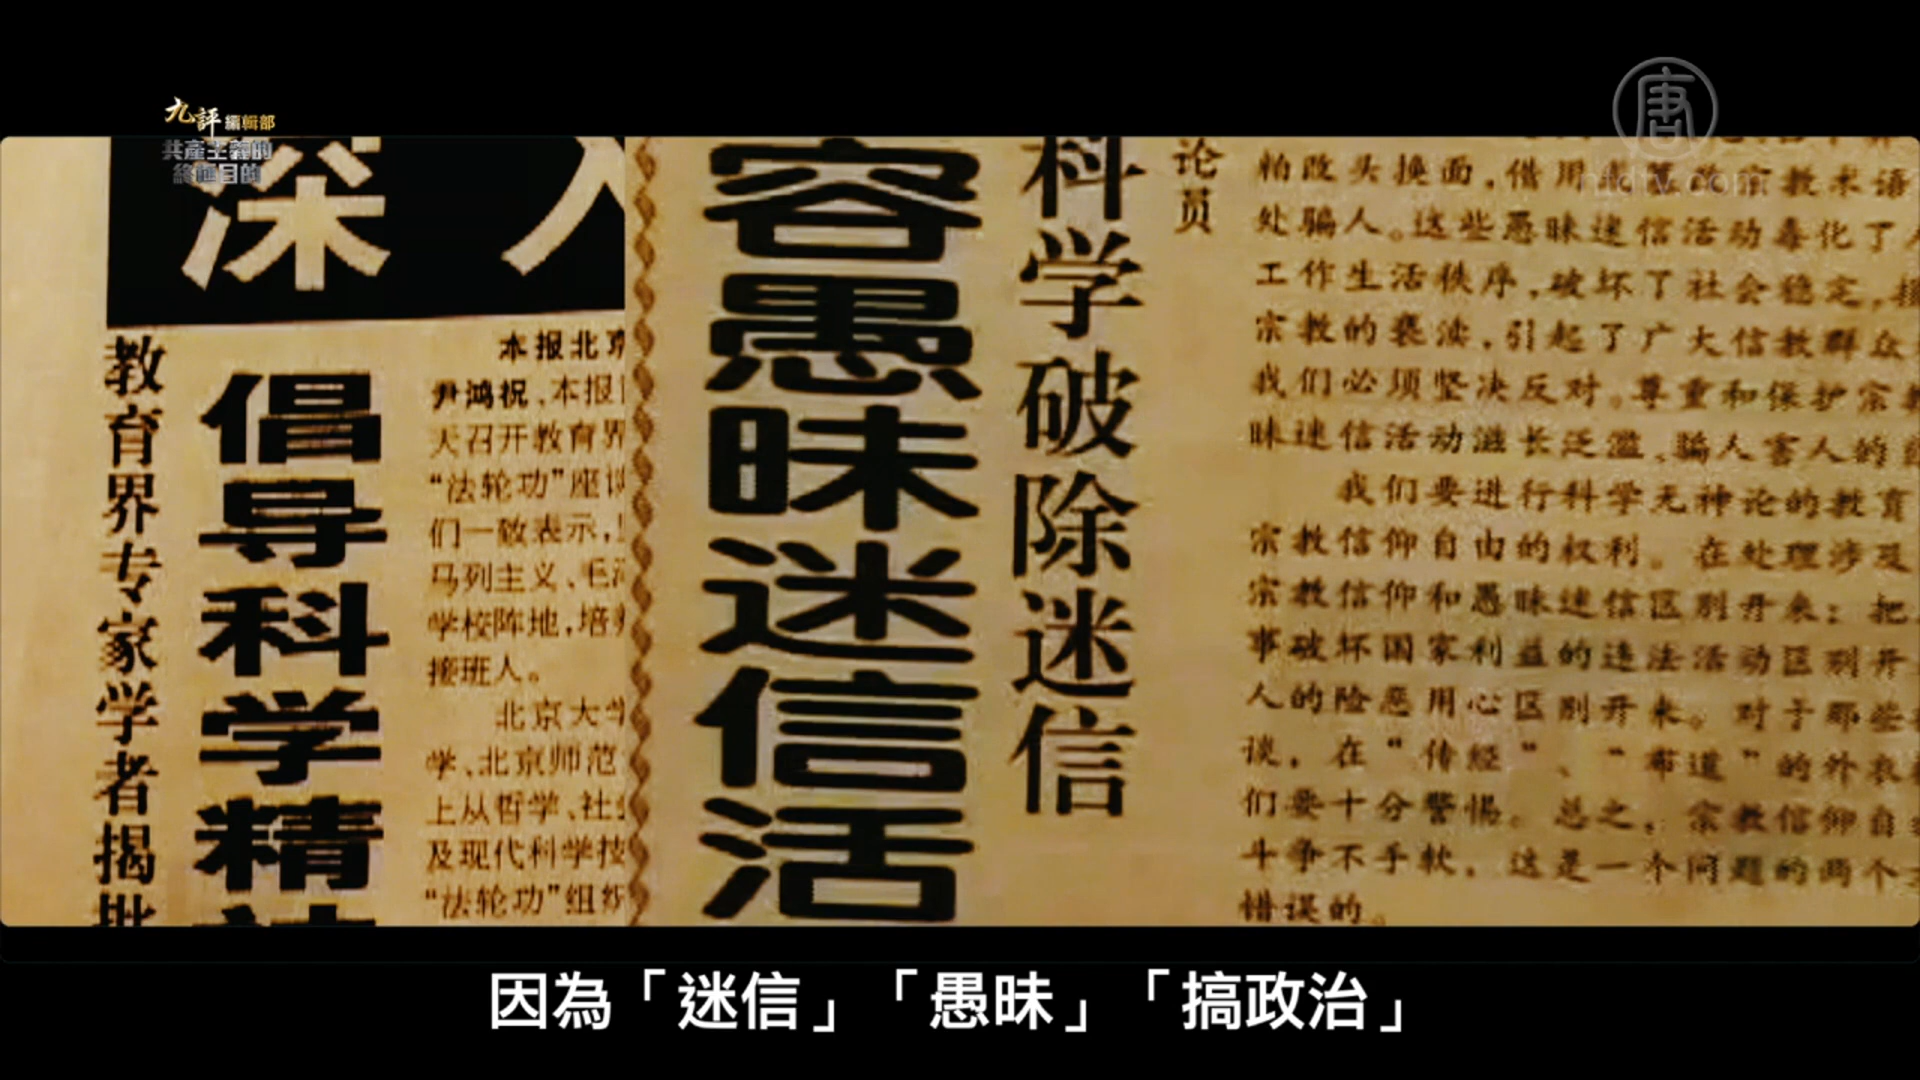 九評編輯部
共產主義的
終極目的
唐
ntdtv.com
深入
教育界专家学者揭批
倡导科学精
本报北京
尹鸿祝、本报
天召开教育界
“法轮功”座谈
们一致表示,
马列主义、毛
学校阵地,培养
接班人。
北京大学
学、北京师范
上从哲学、社会
及现代科学技
“法轮功”组织
容愚昧迷信活
科学破除迷信
论员
粕改头换面,借用 宗教术语
处骗人。这些愚昧迷信活动毒化了
工作生活秩序,破坏了社会稳定,
宗教的亵渎,引起了广大信教群众
我们必须坚决反对。尊重和保护宗教
昧迷信活动滋长泛滥、骗人害人的
我们要进行科学无神论的教育
宗教信仰自由的权利。在处理涉及
宗教信仰和愚昧迷信区别开来;把
事破坏国家利益的违法活动区别开
人的险恶用心区别开来。对于那些
谈,在“传经”、“布道”的外衣
们要十分警惕。总之,宗教信仰自
斗争不手软,这是一个问题的两个
错误的。
因為「迷信」「愚昧」「搞政治」